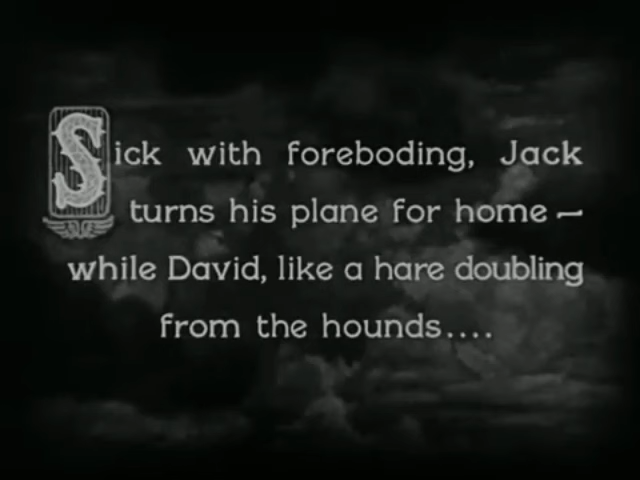 Sick with foreboding, Jack
turns his plane for home —
while David, like a hare doubling
from the hounds....